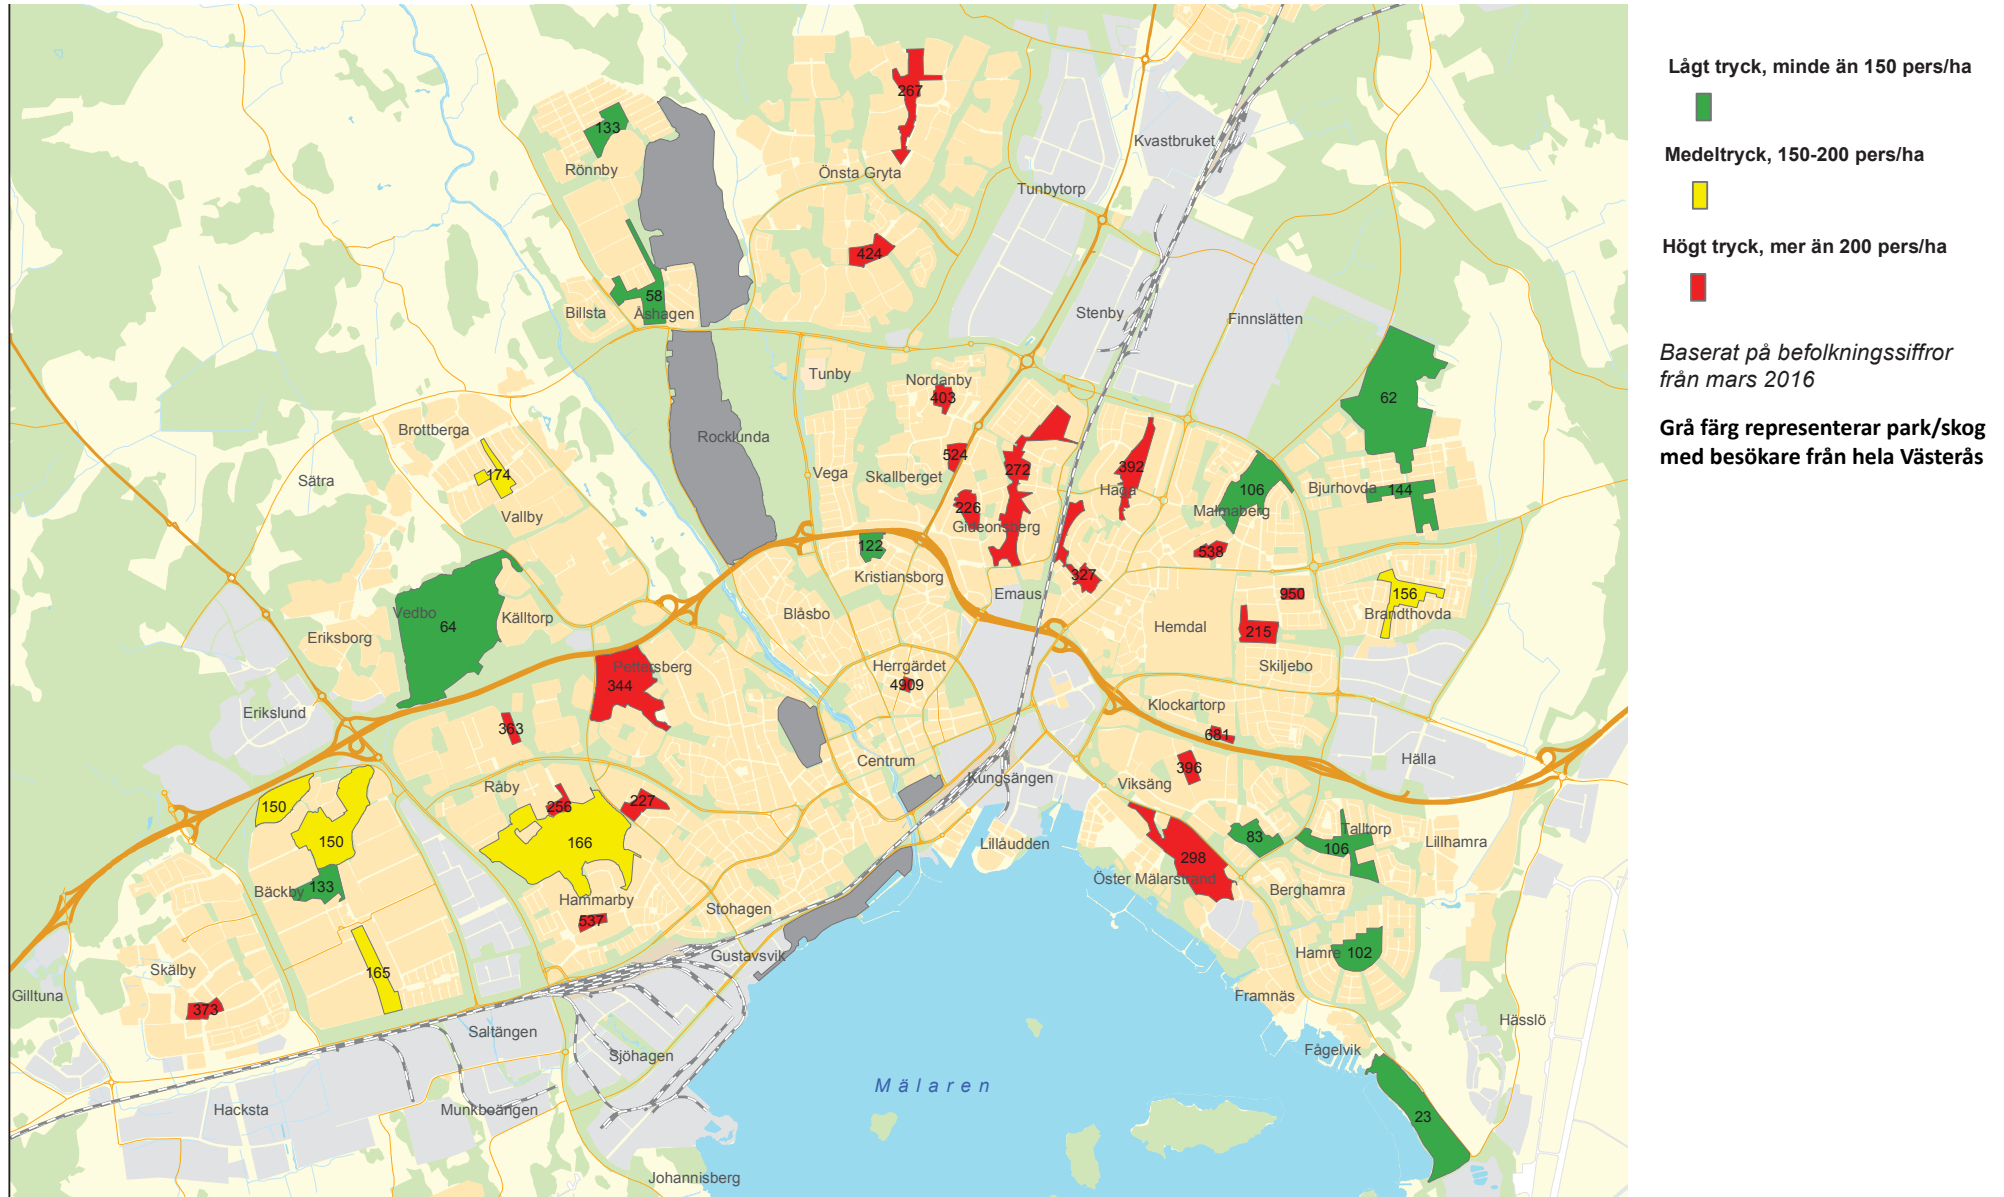 Lågt tryck, minde än 150 pers/ha
Medeltryck, 150-200 pers/ha
Högt tryck, mer än 200 pers/ha
Baserat på befolkningssiffror
från mars 2016
Grå färg representerar park/skog
med besökare från hela Västerås
267
133
Kvastbruket
Rönnby
Önsta Gryta
Tunbytorp
424
58
Billsta
Åshagen
Stenby
Finnslätten
Tunby
Nordanby
403
62
Brottberga
Rocklunda
524
174
Sätra
Vega
Skallberget
272
392
Haga
106
Bjurhovda
144
Vallby
226
Gideonsberg
Malmaberg
122
538
Kristiansborg
327
Vedbo
64
Källtorp
Eriksborg
Blåsbo
Emaus
950
156
Brandthovda
Hemdal
215
Pettersberg
344
Herrgärdet
4909
Skiljebo
Erikslund
363
Klockartorp
681
Centrum
Hälla
Råby
Kungsängen
Viksäng
396
150
256
227
150
166
Lillåudden
83
Talltorp
106
Lillhamra
298
Öster Mälarstrand
Berghamra
Bäckby
133
Hammarby
537
Stohagen
Gustavsvik
Hamre
102
Skälby
165
Gilltuna
373
Framnäs
Saltängen
Sjöhagen
Hässlö
Fågelvik
Mälaren
Hacksta
Munkboängen
23
Johannisberg